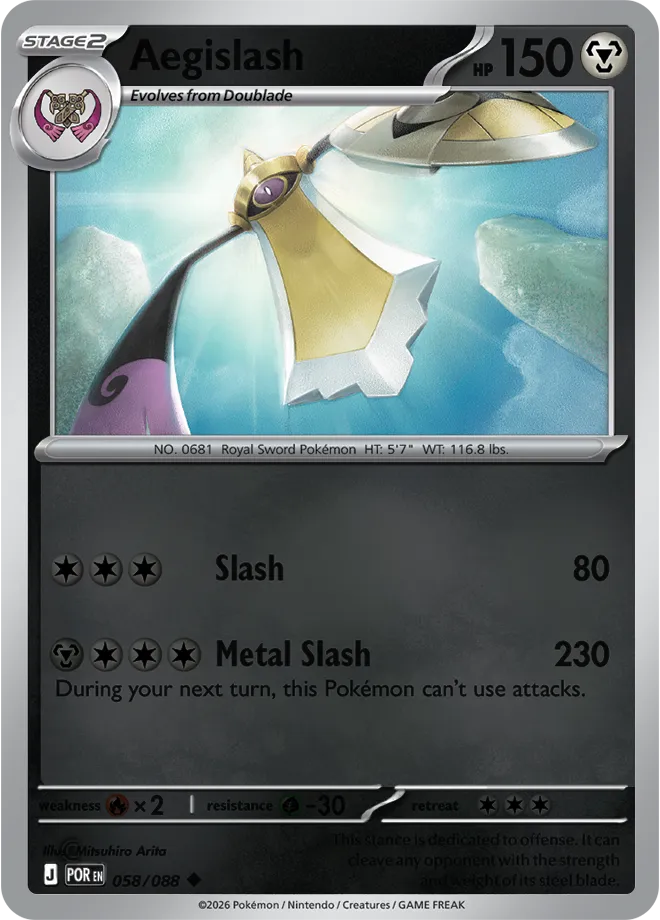 STAGE2
Aegislash
HP 150
Evolves from Doublade
NO. 0681 Royal Sword Pokémon HT: 5'7" WT: 116.8 lbs.
Slash 80
Metal Slash 230
During your next turn, this Pokémon can't use attacks.
weakness ×2 resistance -30 retreat
Illus. Mitsuhiro Arita
This stance is dedicated to offense. It can
cleave any opponent with the strength
and weight of its steel blade.
J POR EN 058/088
©2026 Pokémon / Nintendo / Creatures / GAME FREAK